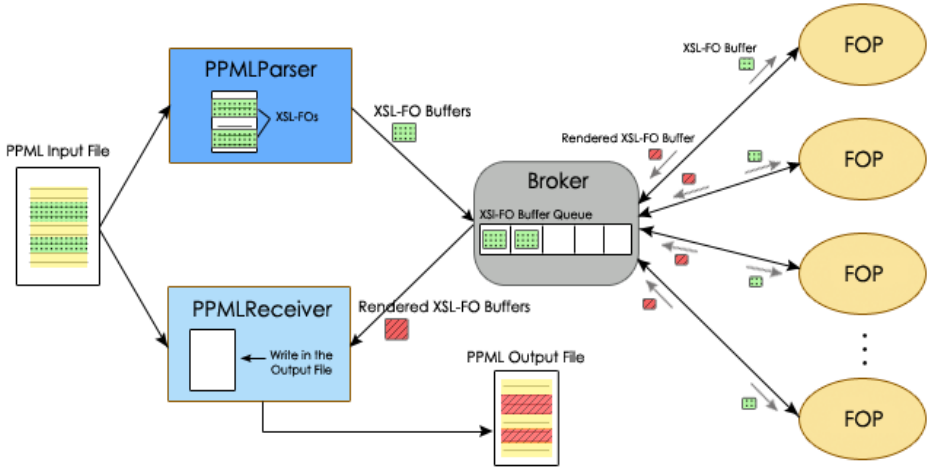 PPML Input File
PPMLParser
XSL-FOs
XSL-FO Buffers
PPMLReceiver
Write in the
Output File
Rendered XSL-FO Buffers
PPML Output File
Broker
XSl-FO Buffer Queue
XSL-FO Buffer
Rendered XSL-FO Buffer
FOP
FOP
FOP
FOP